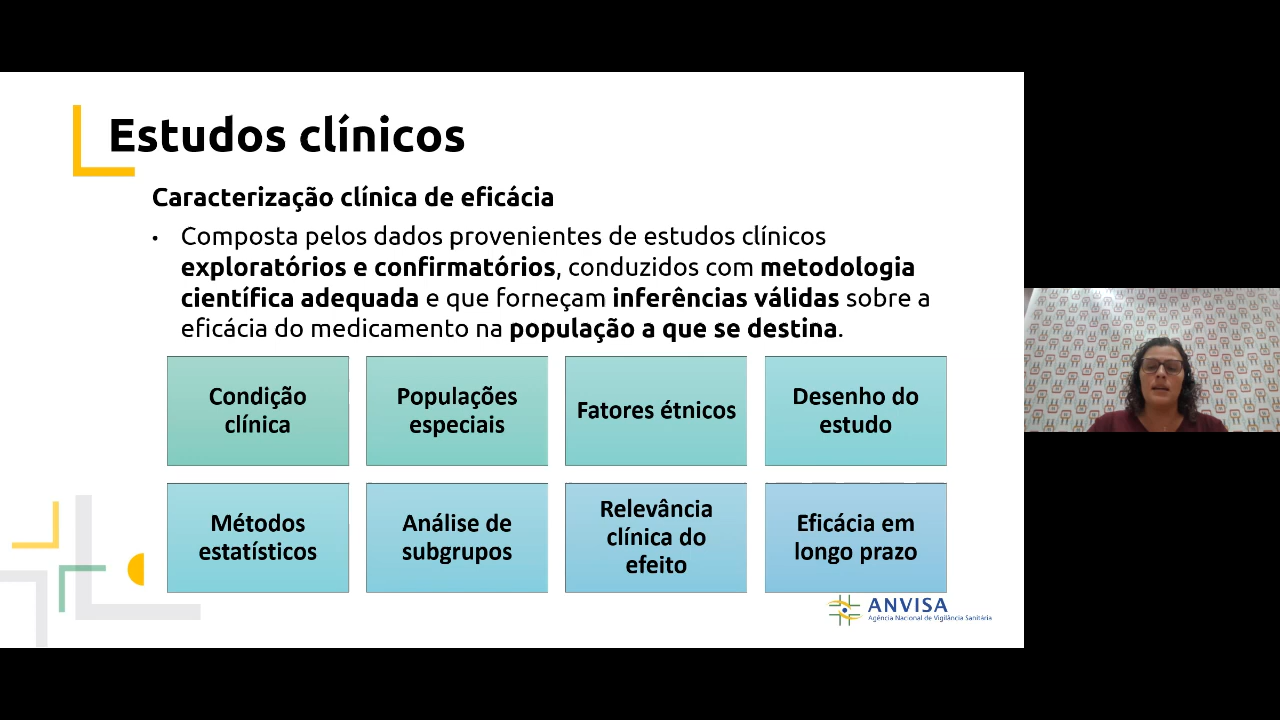 Estudos clínicos
Caracterização clínica de eficácia
• Composta pelos dados provenientes de estudos clínicos
exploratórios e confirmatórios, conduzidos com metodologia
científica adequada e que forneçam inferências válidas sobre a
eficácia do medicamento na população a que se destina.
Condição
clínica
Populações
especiais
Fatores étnicos
Desenho do
estudo
Métodos
estatísticos
Análise de
subgrupos
Relevância
clínica do
efeito
Eficácia em
longo prazo
ANVISA
Agência Nacional de Vigilância Sanitária